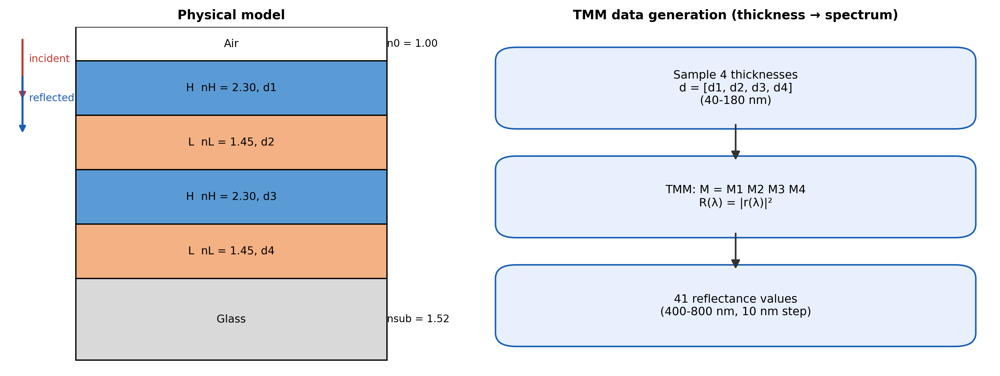 Physical model
Air
n0 = 1.00
incident
H  nH = 2.30, d1
reflected
L  nL = 1.45, d2
H  nH = 2.30, d3
L  nL = 1.45, d4
Glass
nsub = 1.52
TMM data generation (thickness → spectrum)
Sample 4 thicknesses
d = [d1, d2, d3, d4]
(40-180 nm)
TMM: M = M1 M2 M3 M4
R(λ) = |r(λ)|²
41 reflectance values
(400-800 nm, 10 nm step)